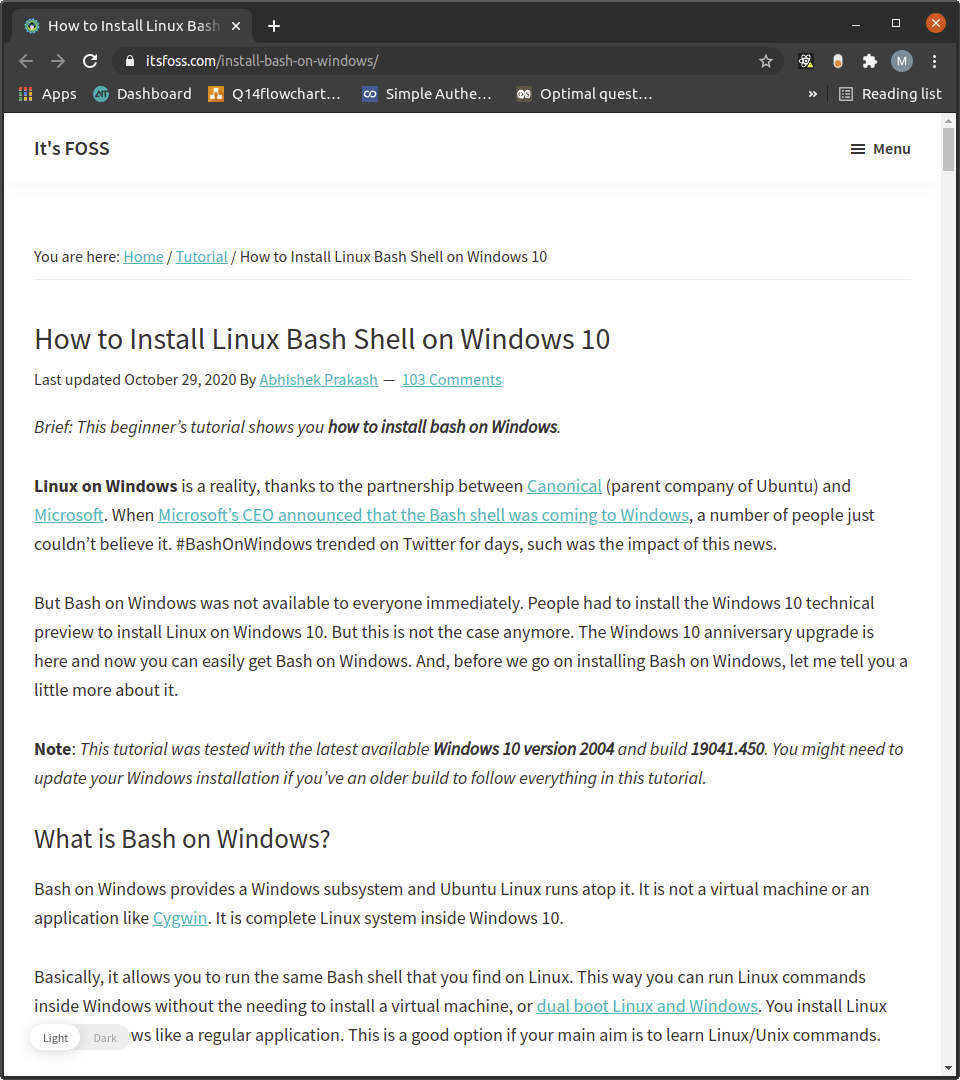 How to Install Linux Bash
itsfoss.com/install-bash-on-windows/
M
Apps Dashboard Q14flowchart… Simple Authe… Optimal quest… » Reading list
It's FOSS
Menu
You are here: Home / Tutorial / How to Install Linux Bash Shell on Windows 10
How to Install Linux Bash Shell on Windows 10
Last updated October 29, 2020 By Abhishek Prakash — 103 Comments
Brief: This beginner’s tutorial shows you how to install bash on Windows.
Linux on Windows is a reality, thanks to the partnership between Canonical (parent company of Ubuntu) and
Microsoft. When Microsoft’s CEO announced that the Bash shell was coming to Windows, a number of people just
couldn’t believe it. #BashOnWindows trended on Twitter for days, such was the impact of this news.
But Bash on Windows was not available to everyone immediately. People had to install the Windows 10 technical
preview to install Linux on Windows 10. But this is not the case anymore. The Windows 10 anniversary upgrade is
here and now you can easily get Bash on Windows. And, before we go on installing Bash on Windows, let me tell you a
little more about it.
Note: This tutorial was tested with the latest available Windows 10 version 2004 and build 19041.450. You might need to
update your Windows installation if you’ve an older build to follow everything in this tutorial.
What is Bash on Windows?
Bash on Windows provides a Windows subsystem and Ubuntu Linux runs atop it. It is not a virtual machine or an
application like Cygwin. It is complete Linux system inside Windows 10.
Basically, it allows you to run the same Bash shell that you find on Linux. This way you can run Linux commands
inside Windows without the needing to install a virtual machine, or dual boot Linux and Windows. You install Linux
Light Dark ws like a regular application. This is a good option if your main aim is to learn Linux/Unix commands.